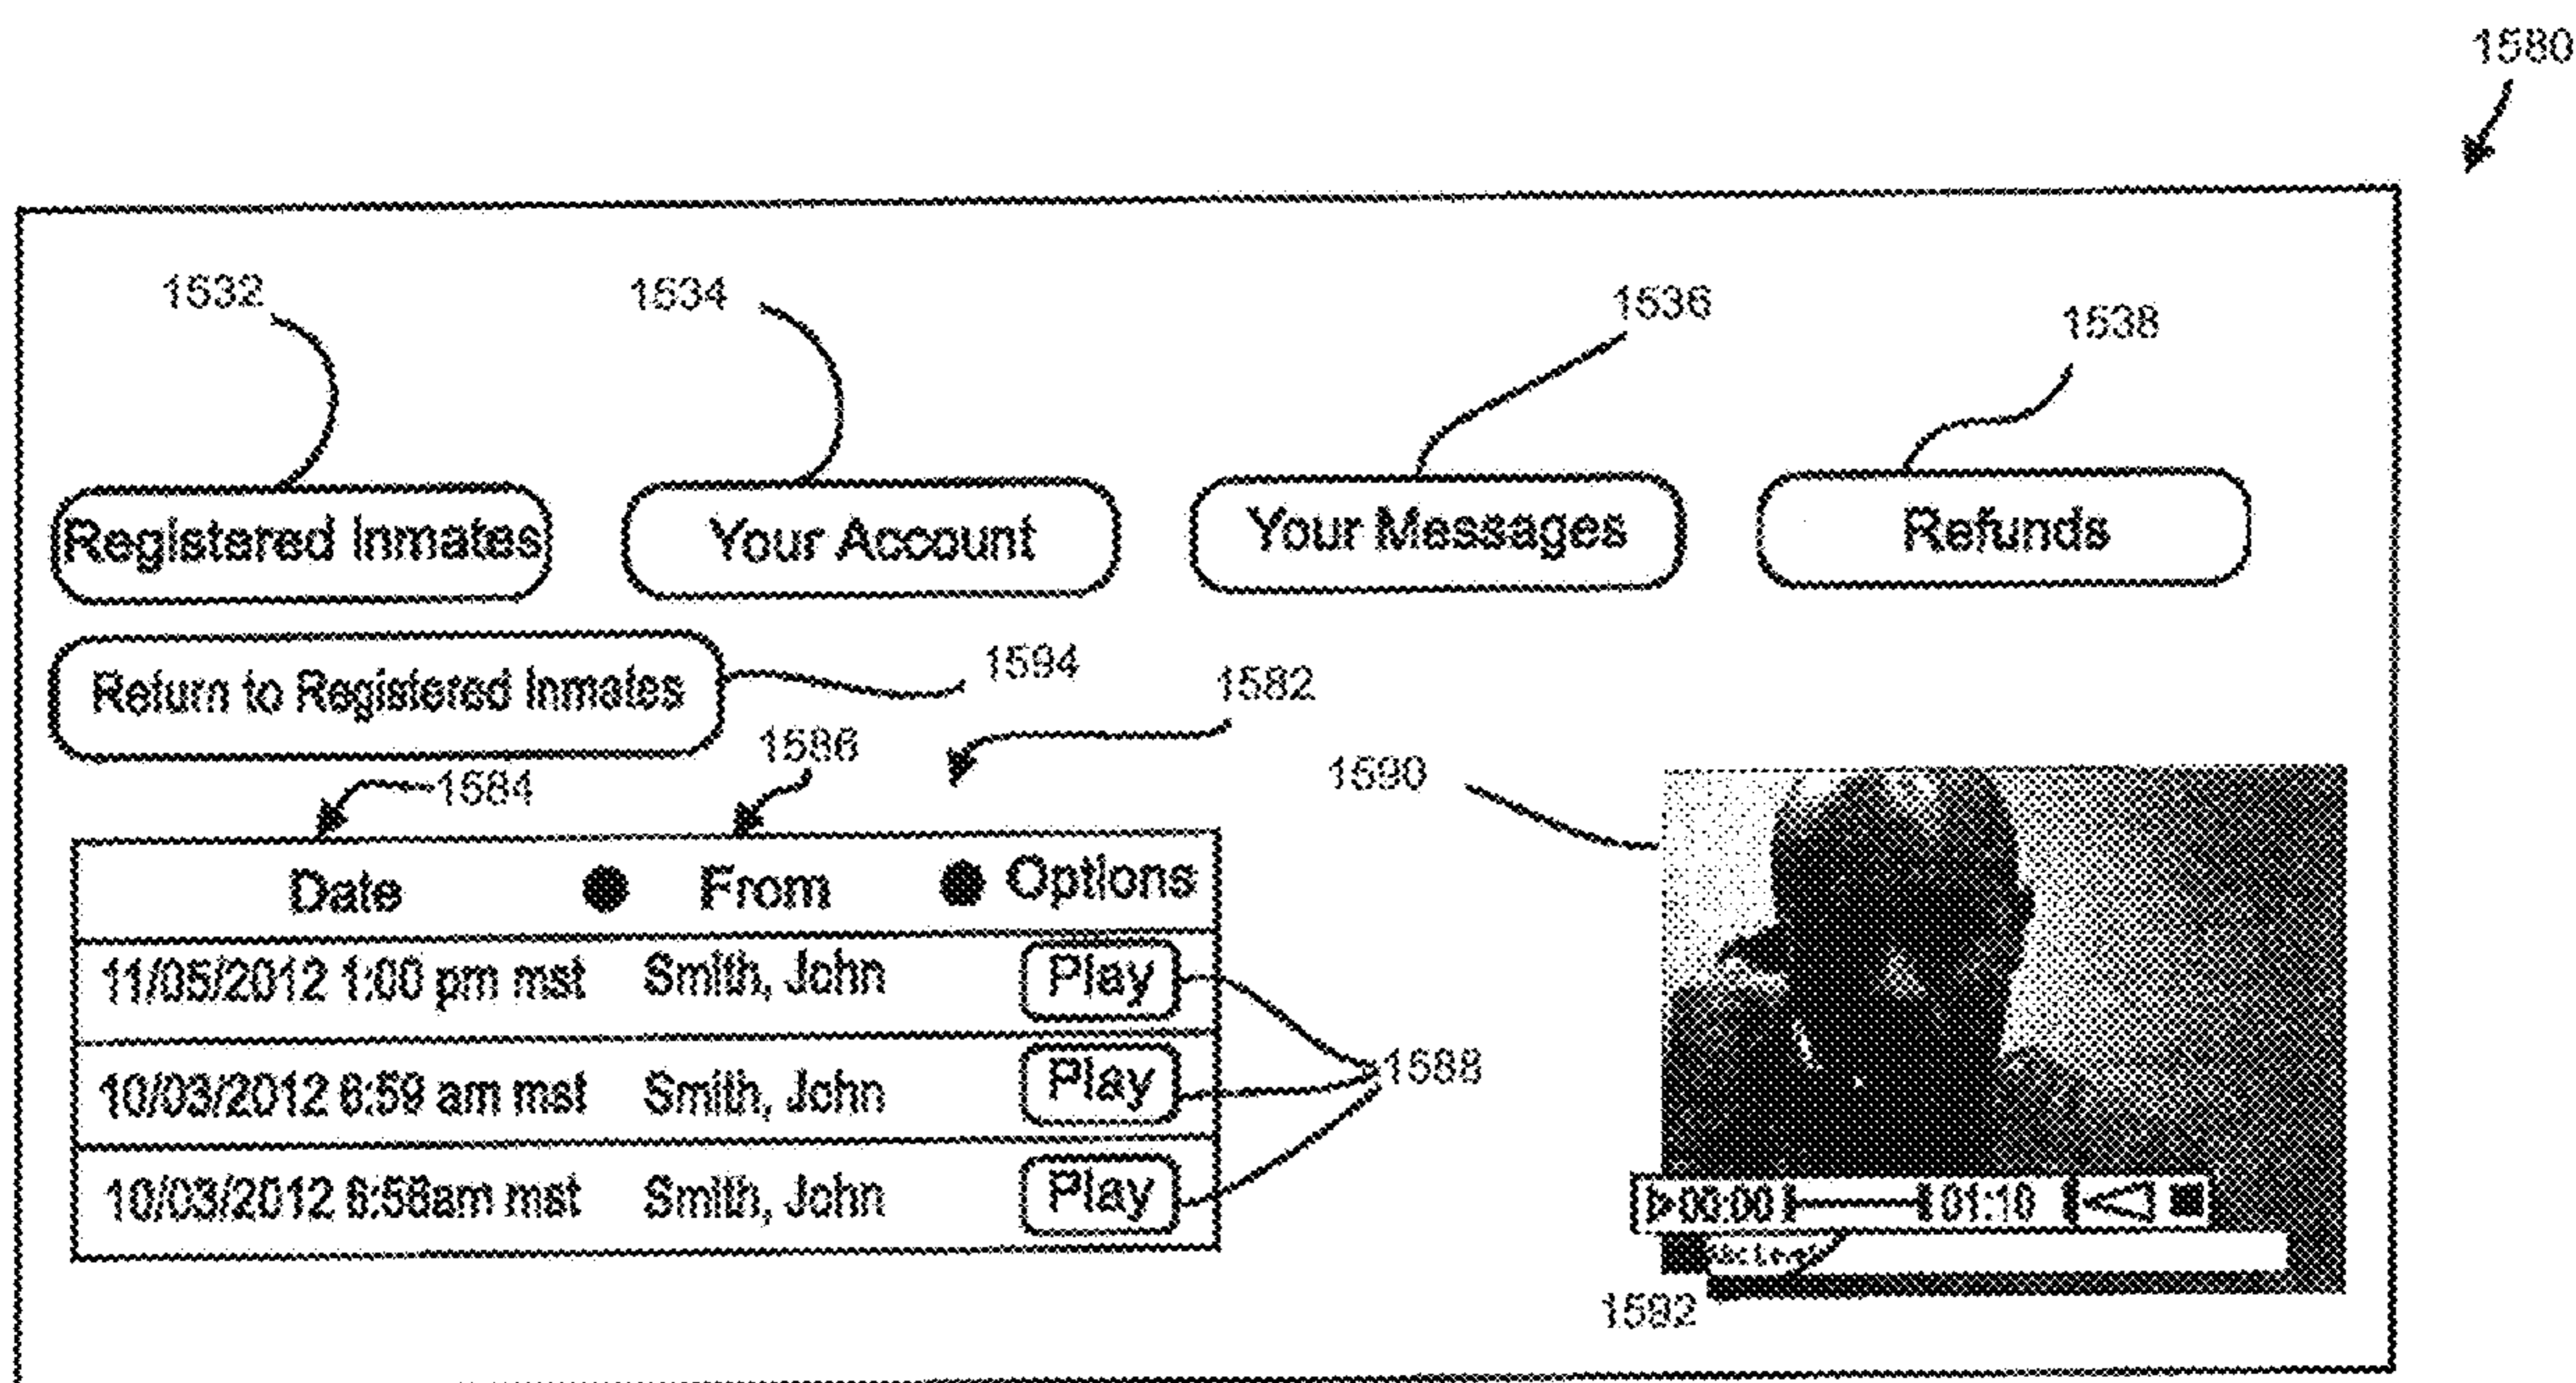 1580
1532 1534 1536 1538
Registered Inmates Your Account Your Messages Refunds
Return to Registered Inmates 1594 1582
1584 1586 1590
Date From Options
11/05/2012 1:00 pm mst Smith, John Play
10/03/2012 6:59 am mst Smith, John Play 1588
10/03/2012 6:58am mst Smith, John Play
00:00 01:10
1592